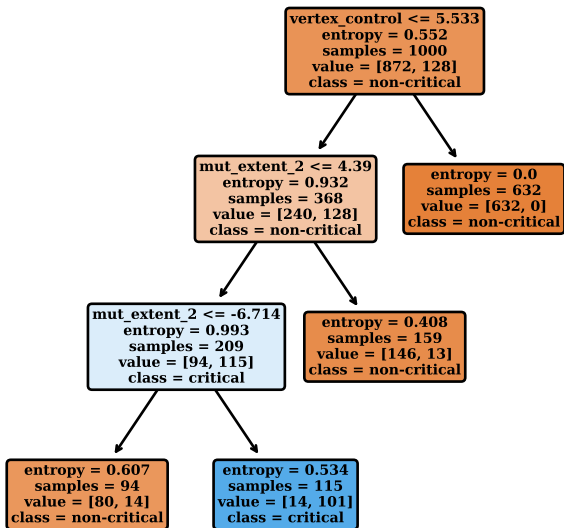 vertex_control <= 5.533
entropy = 0.552
samples = 1000
value = [872, 128]
class = non-critical
mut_extent_2 <= 4.39
entropy = 0.932
samples = 368
value = [240, 128]
class = non-critical
entropy = 0.0
samples = 632
value = [632, 0]
class = non-critical
mut_extent_2 <= -6.714
entropy = 0.993
samples = 209
value = [94, 115]
class = critical
entropy = 0.408
samples = 159
value = [146, 13]
class = non-critical
entropy = 0.607
samples = 94
value = [80, 14]
class = non-critical
entropy = 0.534
samples = 115
value = [14, 101]
class = critical